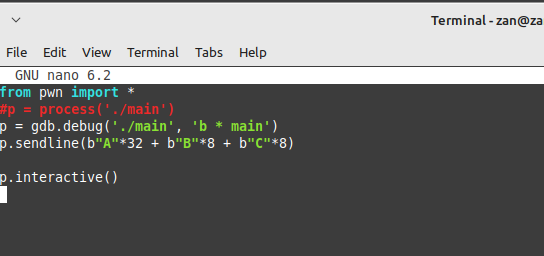 Terminal - zan@za
File Edit View Terminal Tabs Help
GNU nano 6.2
from pwn import *
#p = process('./main')
p = gdb.debug('./main', 'b * main')
p.sendline(b"A"*32 + b"B"*8 + b"C"*8)
p.interactive()